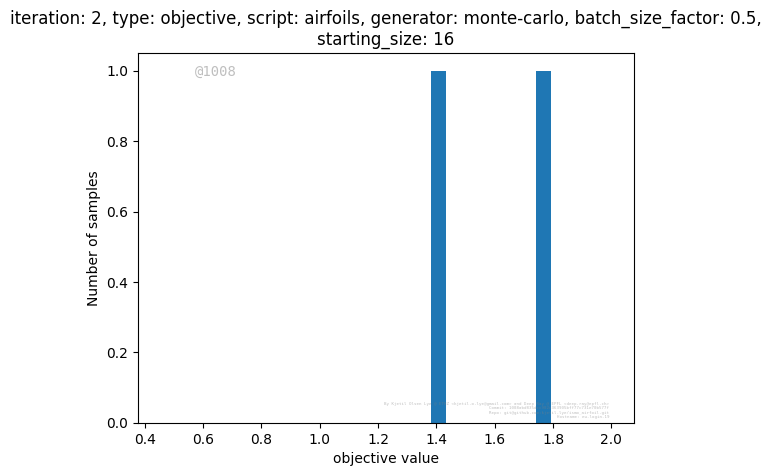 iteration: 2, type: objective, script: airfoils, generator: monte-carlo, batch_size_factor: 0.5,
starting_size: 16
@1008
1.0
0.8
0.6
0.4
0.2
0.0
Number of samples
0.4 0.6 0.8 1.0 1.2 1.4 1.6 1.8 2.0
objective value